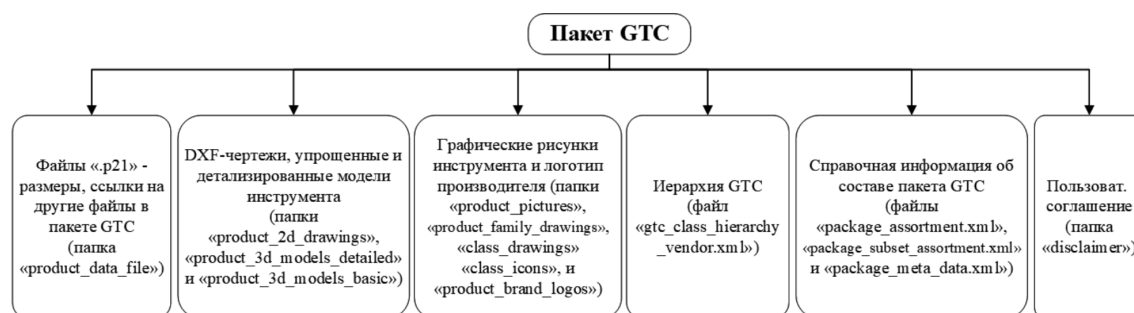 Пакет GTC
Файлы «.p21» -
размеры, ссылки на
другие файлы в
пакете GTC
(папка
«product_data_file»)
DXF-чертежи, упрощенные и
детализированные модели
инструмента
(папки
«product_2d_drawings»,
«product_3d_models_detailed»
и «product_3d_models_basic»)
Графические рисунки
инструмента и логотип
производителя (папки
«product_pictures»,
«product_family_drawings»,
«class_drawings»
«class_icons», и
«product_brand_logos»)
Иерархия GTC
(файл
«gtc_class_hierarchy
_vendor.xml»)
Справочная информация об
составе пакета GTC
(файлы
«package_assortment.xml»,
«package_subset_assortment.xml»
и «package_meta_data.xml»)
Пользоват.
соглашение
(папка
«disclaimer»)